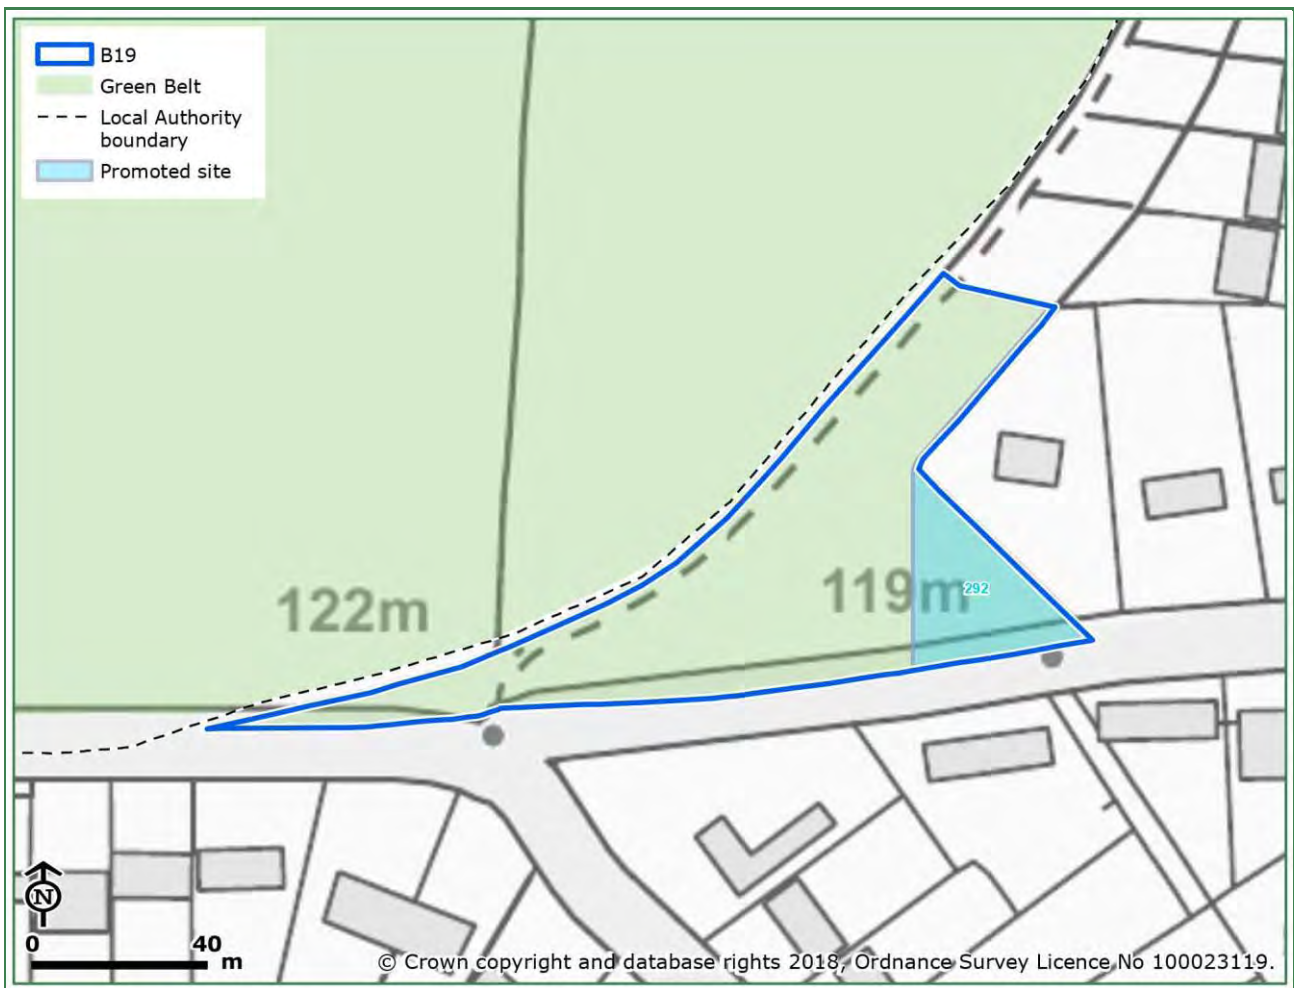 B19
Green Belt
Local Authority
boundary
Promoted site
122m
119m
292
N
0 40
m
© Crown copyright and database rights 2018, Ordnance Survey Licence No 100023119.